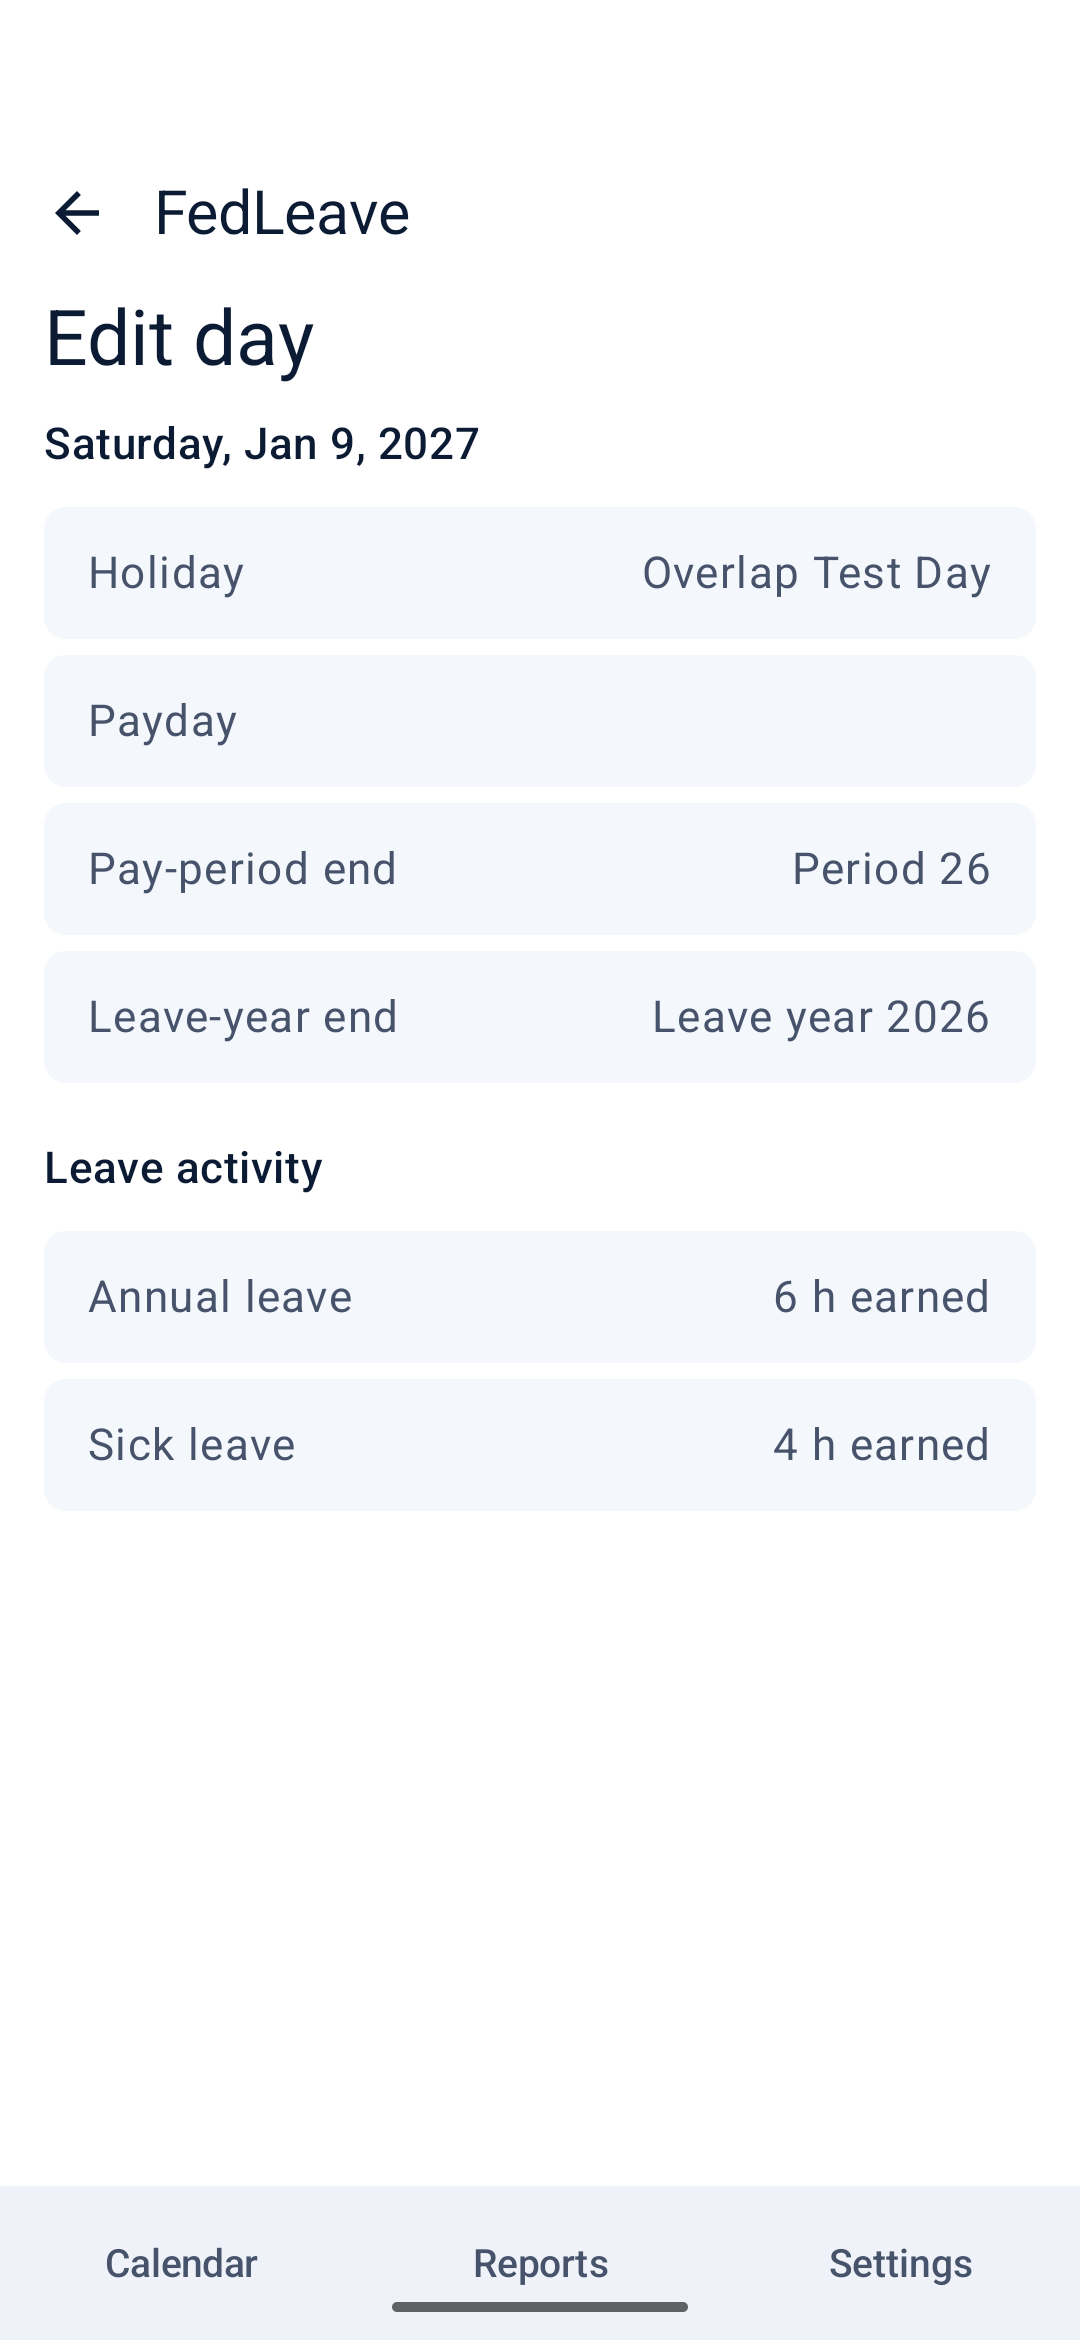 FedLeave
Edit day
Saturday, Jan 9, 2027
Holiday Overlap Test Day
Payday
Pay-period end Period 26
Leave-year end Leave year 2026
Leave activity
Annual leave 6 h earned
Sick leave 4 h earned
Calendar Reports Settings